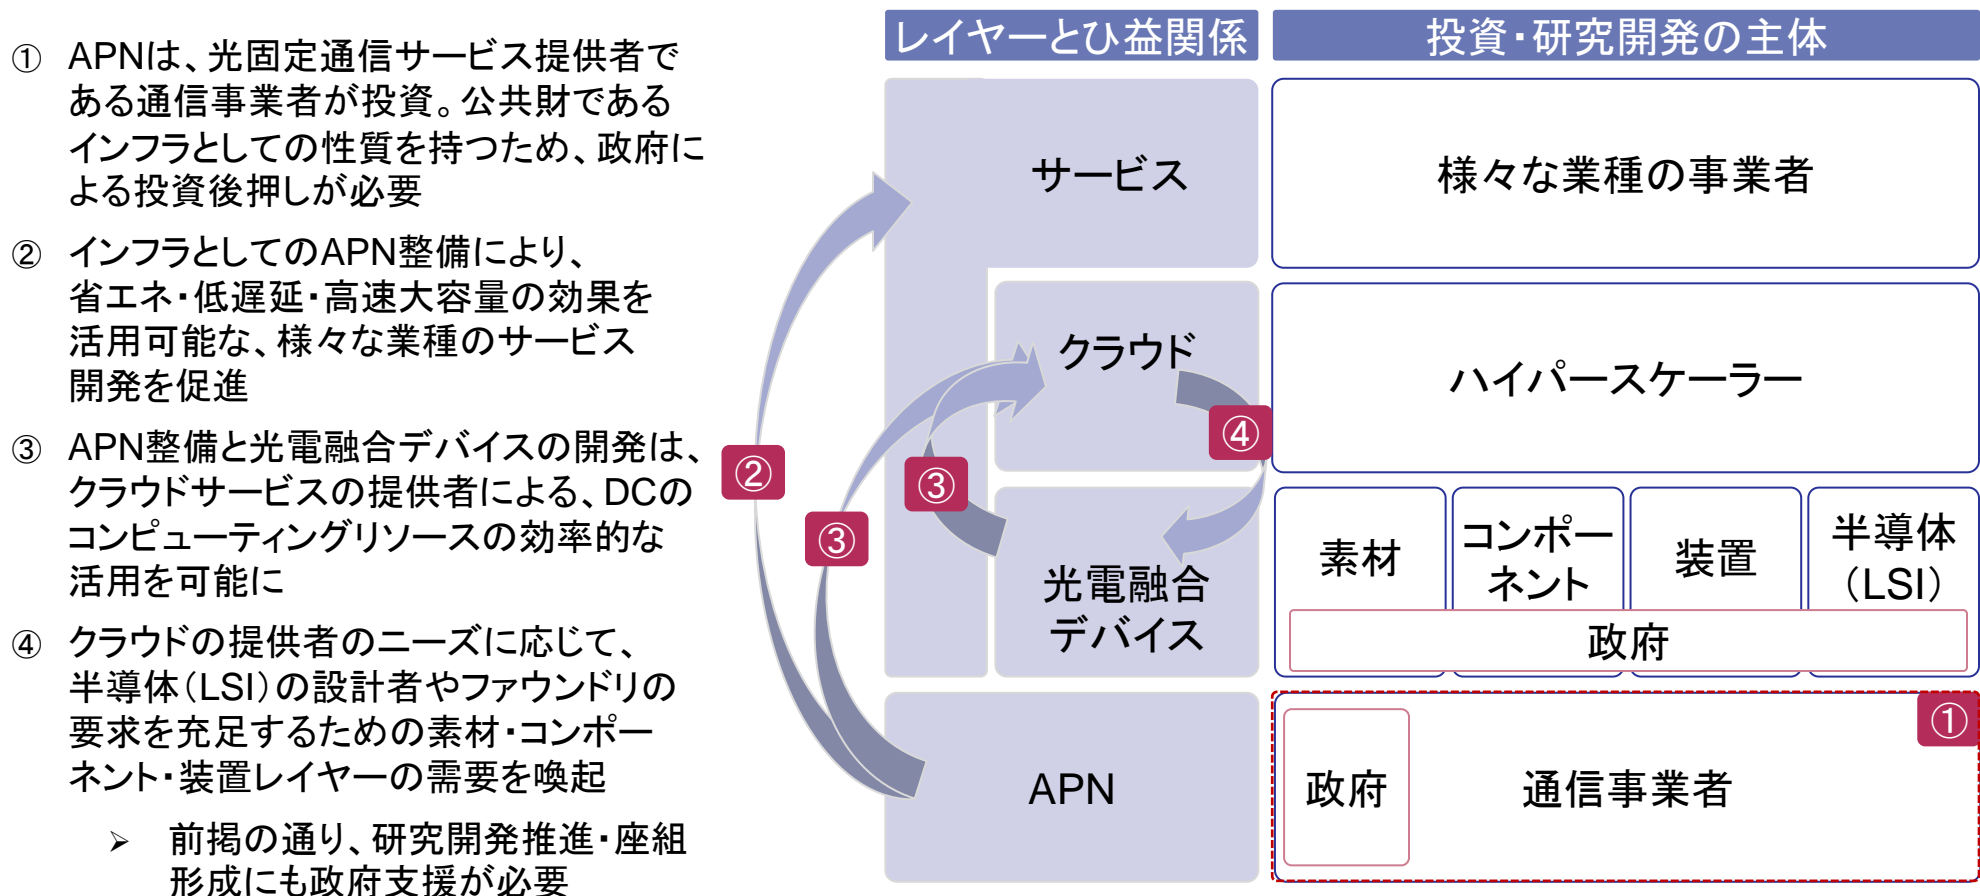 ① APNは、光固定通信サービス提供者で
ある通信事業者が投資。公共財である
インフラとしての性質を持つため、政府に
よる投資後押しが必要
② インフラとしてのAPN整備により、
省エネ・低遅延・高速大容量の効果を
活用可能な、様々な業種のサービス
開発を促進
③ APN整備と光電融合デバイスの開発は、
クラウドサービスの提供者による、DCの
コンピューティングリソースの効率的な
活用を可能に
④ クラウドの提供者のニーズに応じて、
半導体(LSI)の設計者やファウンドリの
要求を充足するための素材・コンポー
ネント・装置レイヤーの需要を喚起
➢ 前掲の通り、研究開発推進・座組
形成にも政府支援が必要
レイヤーとひ益関係
投資・研究開発の主体
サービス
様々な業種の事業者
クラウド
ハイパースケーラー
④
②
③
③
光電融合
デバイス
素材
コンポー
ネント
装置
半導体
(LSI)
政府
APN
政府
通信事業者
①